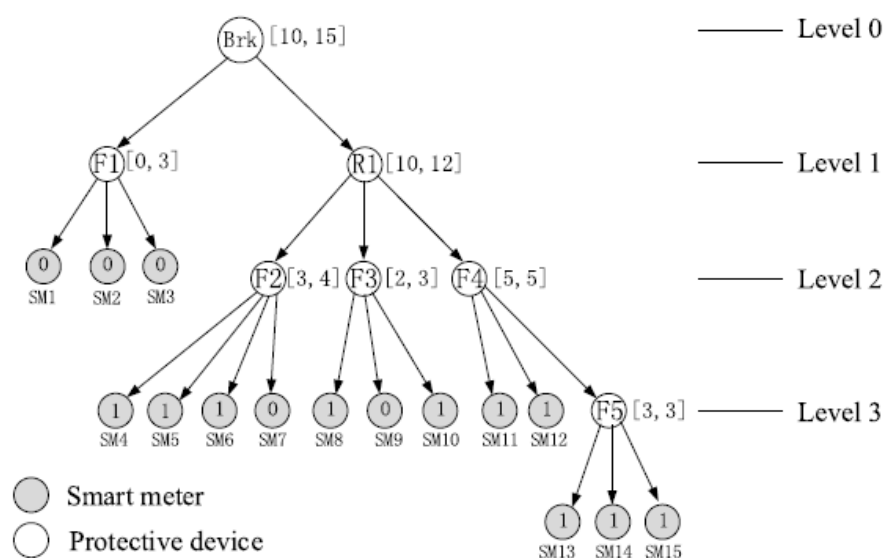 Brk [10, 15] Level 0
F1 [0, 3] R1 [10, 12] Level 1
0 0 0 F2 [3, 4] F3 [2, 3] F4 [5, 5] Level 2
SM1 SM2 SM3
1 1 1 0 1 0 1 1 1 F5 [3, 3] Level 3
SM4 SM5 SM6 SM7 SM8 SM9 SM10 SM11 SM12
Smart meter
1 1 1
Protective device
SM13 SM14 SM15